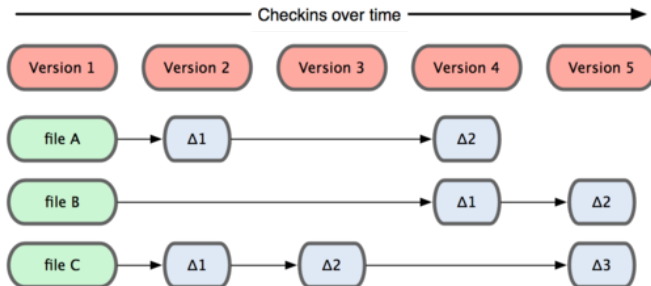 Checkins over time
Version 1 Version 2 Version 3 Version 4 Version 5
file A Δ1 Δ2
file B Δ1 Δ2
file C Δ1 Δ2 Δ3